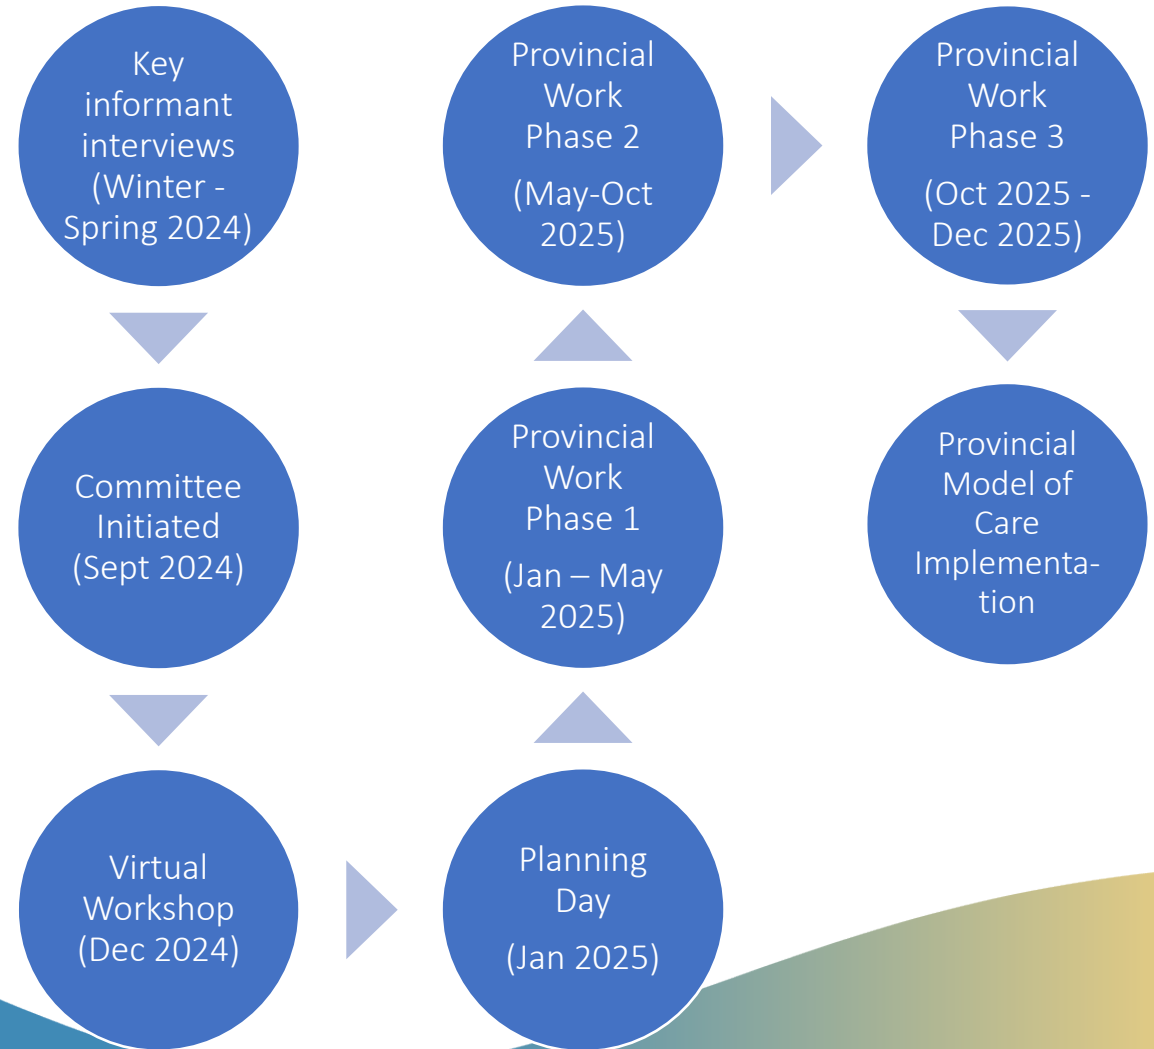 Key
informant
interviews
(Winter -
Spring 2024)
Committee
Initiated
(Sept 2024)
Virtual
Workshop
(Dec 2024)
Planning
Day
(Jan 2025)
Provincial
Work
Phase 1
(Jan – May
2025)
Provincial
Work
Phase 2
(May-Oct
2025)
Provincial
Work
Phase 3
(Oct 2025 -
Dec 2025)
Provincial
Model of
Care
Implementa-
tion